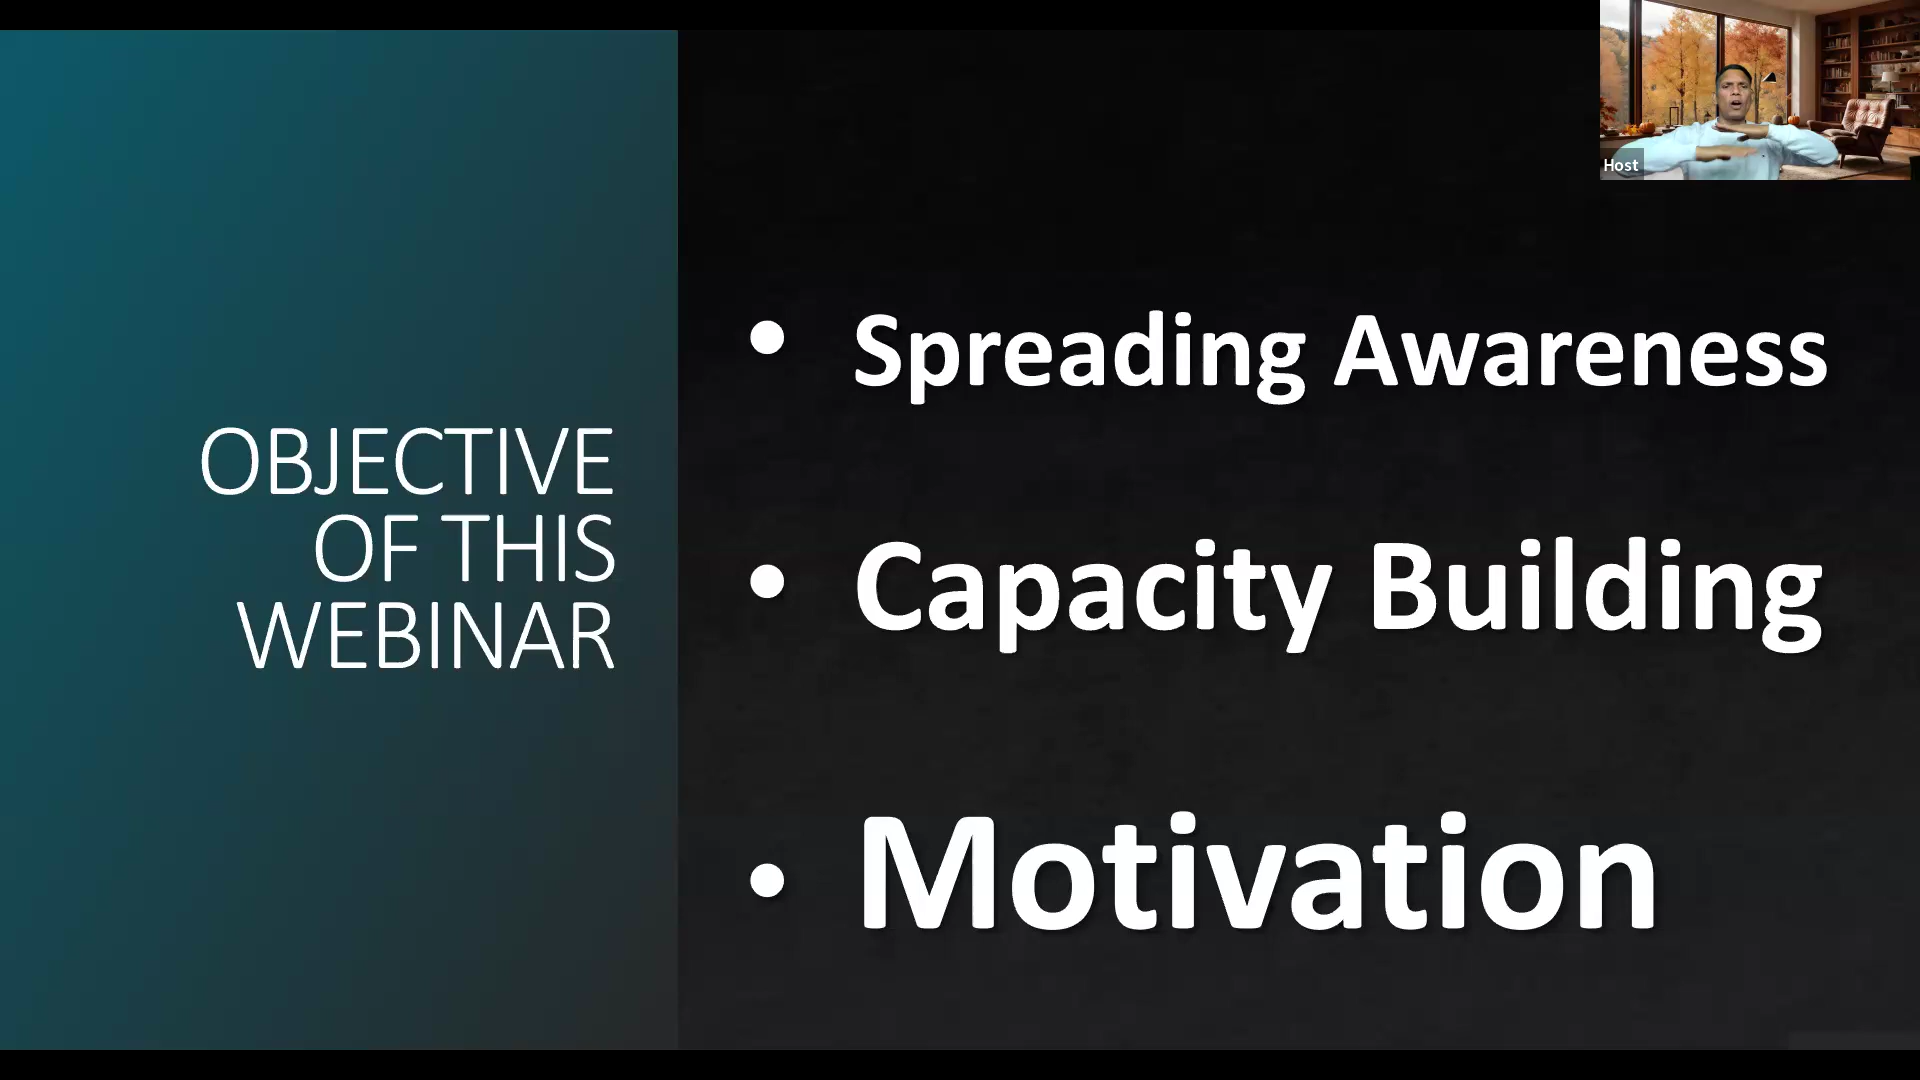 OBJECTIVE
OF THIS
WEBINAR
• Spreading Awareness
• Capacity Building
• Motivation
Host